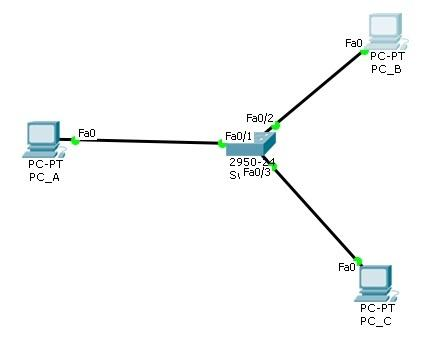 Fa0
PC-PT
PC_B
Fa0/2
Fa0
Fa0/1
PC-PT
PC_A
2950-24
Fa0/3
Fa0
PC-PT
PC_C